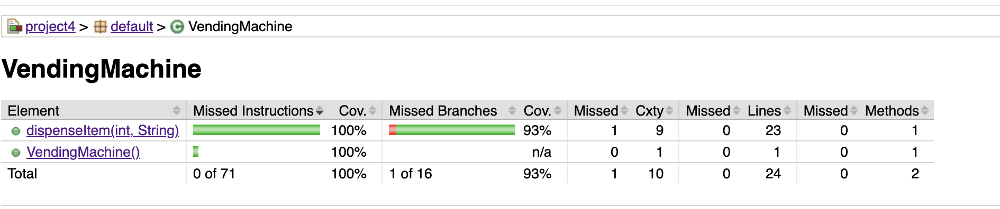 project4 > default > VendingMachine
VendingMachine
Element Missed Instructions Cov. Missed Branches Cov. Missed Cxty Missed Lines Missed Methods
dispenseItem(int, String) 100% 93% 1 9 0 23 0 1
VendingMachine() 100% n/a 0 1 0 1 0 1
Total 0 of 71 100% 1 of 16 93% 1 10 0 24 0 2